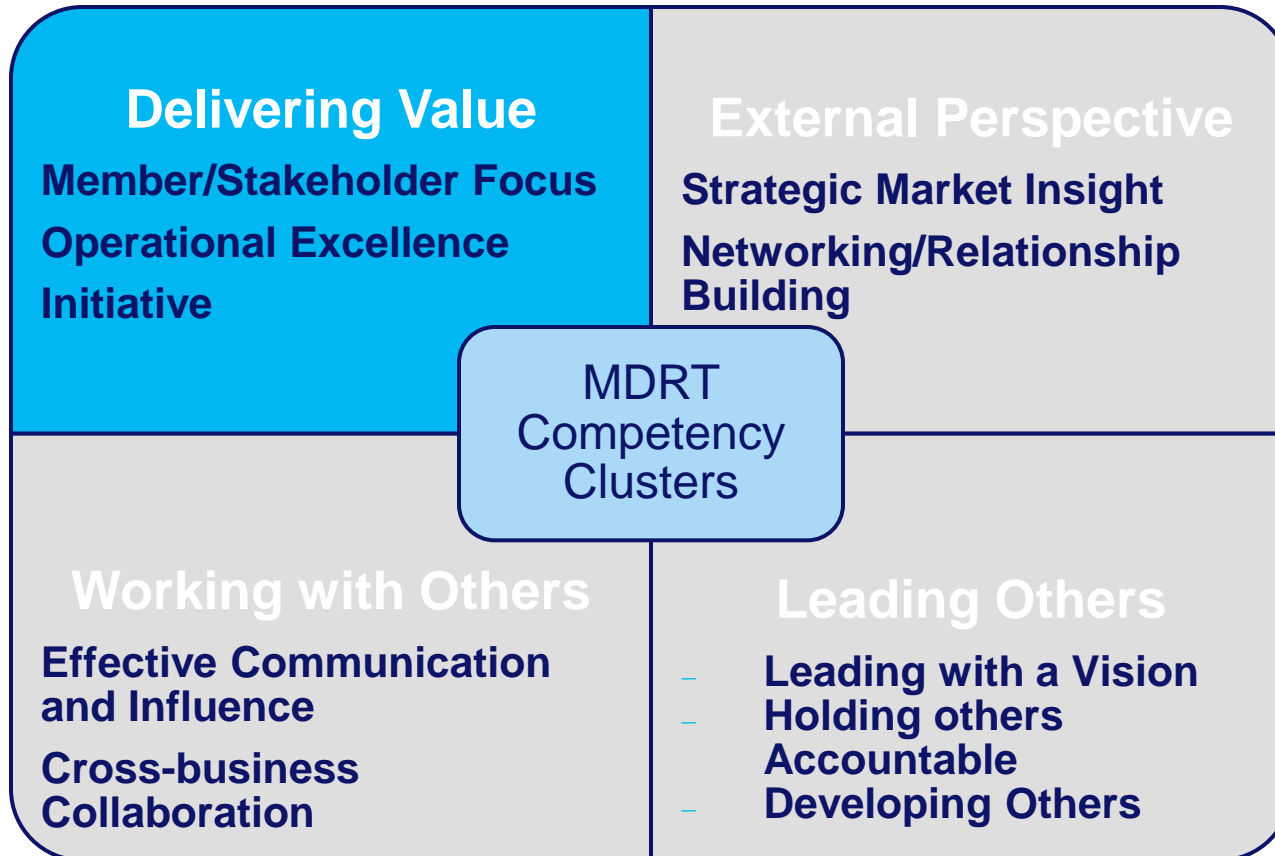 Delivering Value
Member/Stakeholder Focus
Operational Excellence
Initiative
External Perspective
Strategic Market Insight
Networking/Relationship
Building
MDRT
Competency
Clusters
Working with Others
Effective Communication
and Influence
Cross-business
Collaboration
Leading Others
– Leading with a Vision
– Holding others
Accountable
– Developing Others